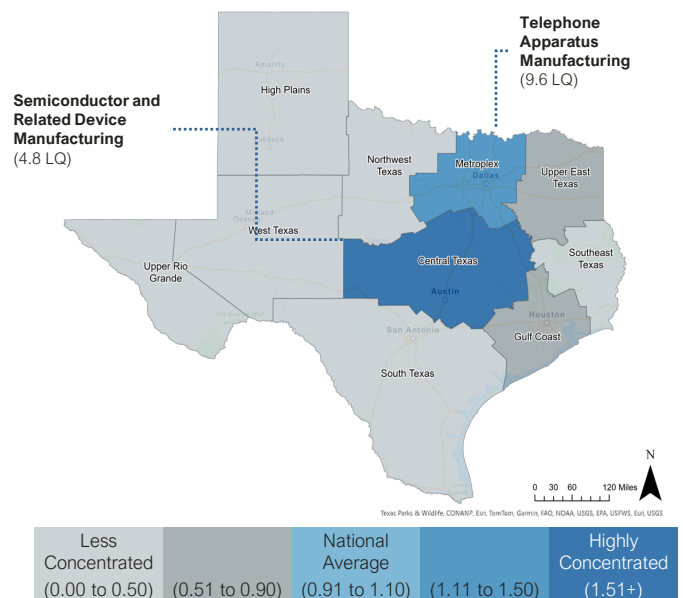 Telephone
Apparatus
Manufacturing
(9.6 LQ)
Semiconductor and
Related Device
Manufacturing
(4.8 LQ)
Amarillo
High Plains
Northwest
Texas
Metroplex
Dallas
Upper East
Texas
West Texas
Upper Rio
Grande
Central Texas
Austin
Southeast
Texas
Houston
Gulf Coast
San Antonio
South Texas
N
0 30 60 120 Miles
Texas Parks & Wildlife, CONANP, Esri, TomTom, Garmin, FAO, NOAA, USGS, EPA, USFWS, Esri, USGS
Less
Concentrated
(0.00 to 0.50)
(0.51 to 0.90)
National
Average
(0.91 to 1.10)
(1.11 to 1.50)
Highly
Concentrated
(1.51+)